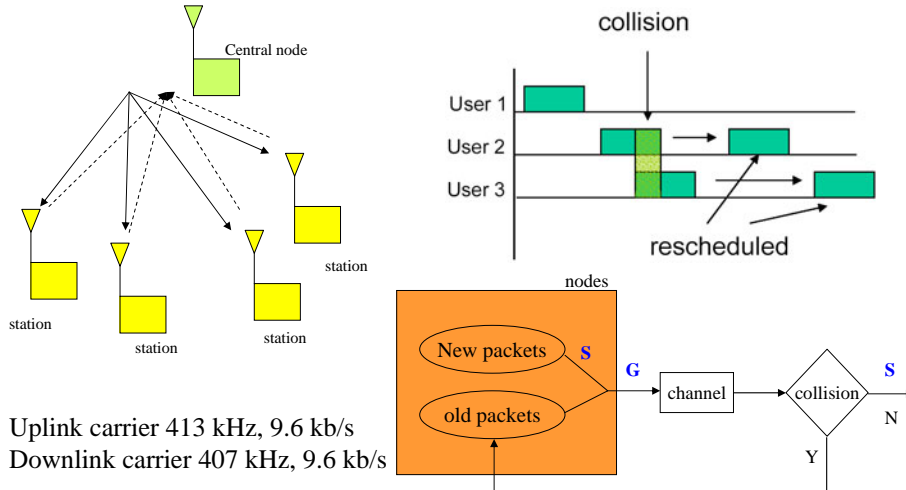 Central node
station
station
station
station
Uplink carrier 413 kHz, 9.6 kb/s
Downlink carrier 407 kHz, 9.6 kb/s
collision
User 1
User 2
User 3
rescheduled
nodes
New packets
S
old packets
G
channel
collision
S
N
Y